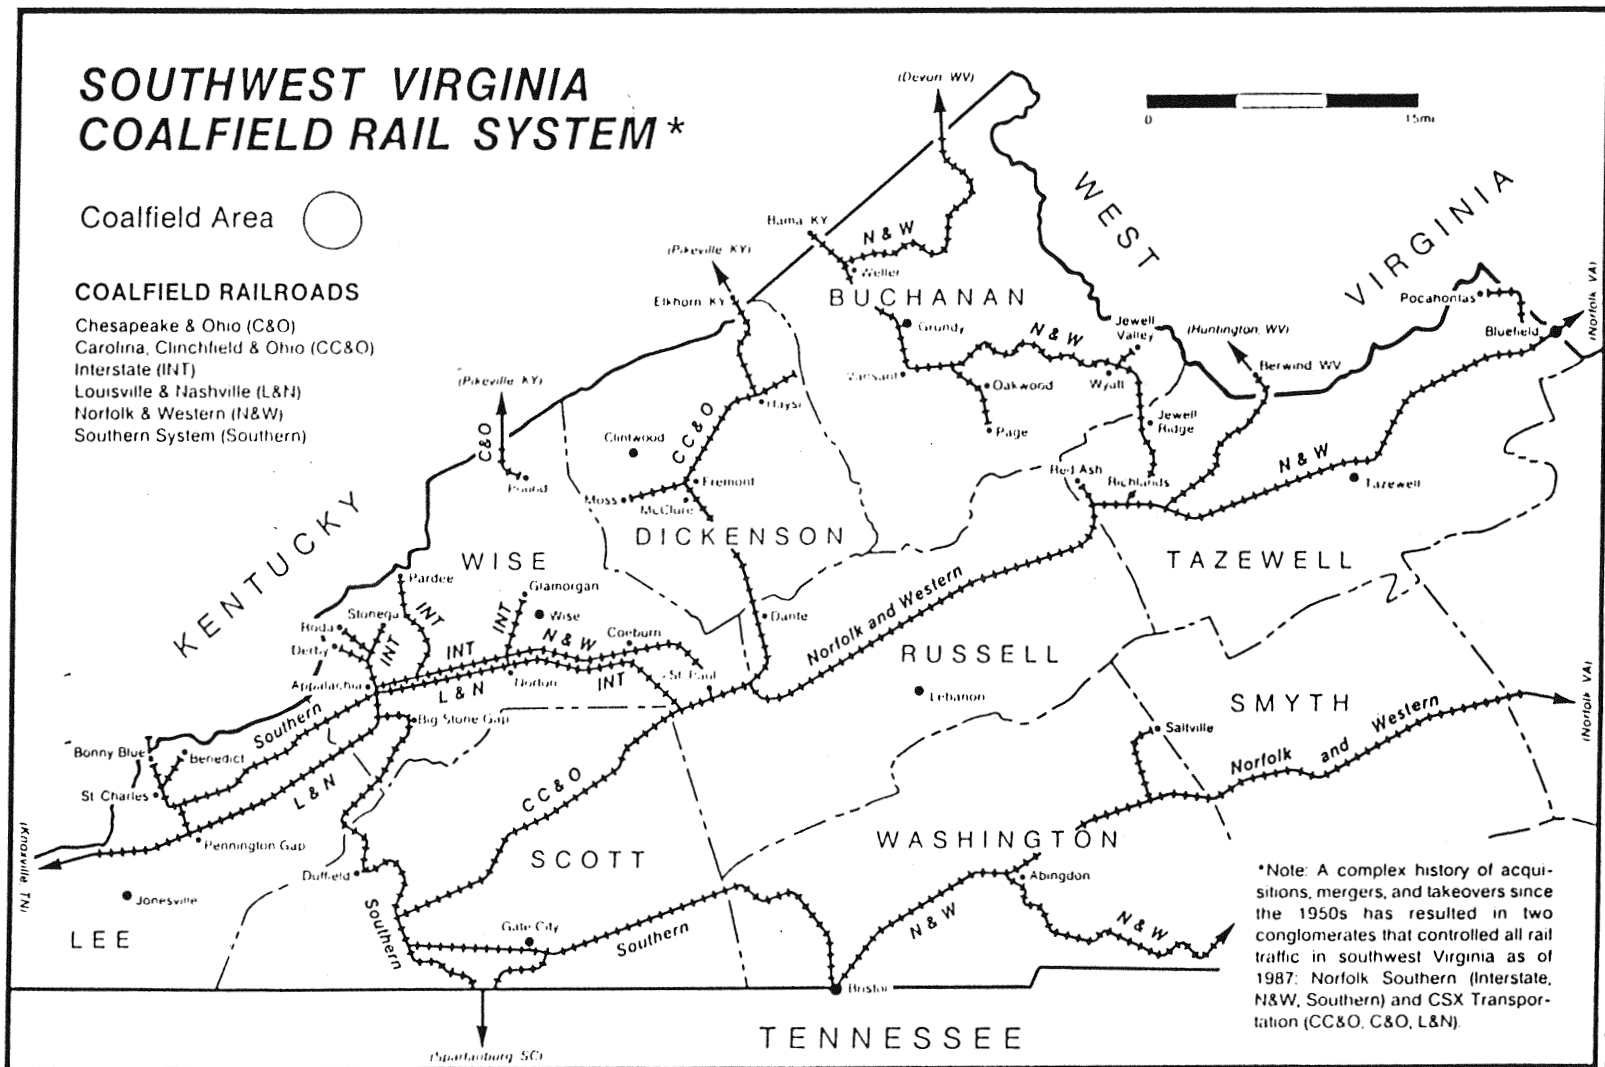 SOUTHWEST VIRGINIA
COALFIELD RAIL SYSTEM*
Coalfield Area
COALFIELD RAILROADS
Chesapeake & Ohio (C&O)
Carolina, Clinchfield & Ohio (CC&O)
Interstate (INT)
Louisville & Nashville (L&N)
Norfolk & Western (N&W)
Southern System (Southern)
0 15mi
(Devon WV)
WEST
VIRGINIA
Hama KY
N & W
(Pikeville KY)
Weller
Elkhorn KY
BUCHANAN
Pocahontas
(Norfolk VA)
Grundy
N & W
Jewell
Valley
(Huntington, WV)
Bluefield
Vansant
Oakwood
Wyatt
Berwind WV
(Pikeville KY)
C&O
Haysi
Clintwood
CC&O
Page
Jewell
Ridge
Pound
Moss
Fremont
McClure
Red Ash
Richlands
N & W
Tazewell
KENTUCKY
DICKENSON
WISE
TAZEWELL
Pardee
Glamorgan
INT
INT
Stonega
Wise
Roda
Dante
Derby
INT
INT
N & W
Coeburn
Norfolk and Western
RUSSELL
Appalachia
L & N
Norton
INT
St Paul
Lebanon
SMYTH
Southern
Big Stone Gap
Saltville
Norfolk and Western
(Norfolk VA)
Bonny Blue
Benedict
L & N
St Charles
CC&O
(Knoxville, TN)
Pennington Gap
WASHINGTON
SCOTT
Duffield
Abingdon
Jonesville
Southern
Gate City
Southern
N & W
N & W
LEE
Bristol
TENNESSEE
(Spartanburg SC)
*Note: A complex history of acqui-
sitions, mergers, and takeovers since
the 1950s has resulted in two
conglomerates that controlled all rail
traffic in southwest Virginia as of
1987: Norfolk Southern (Interstate,
N&W, Southern) and CSX Transpor-
tation (CC&O, C&O, L&N).